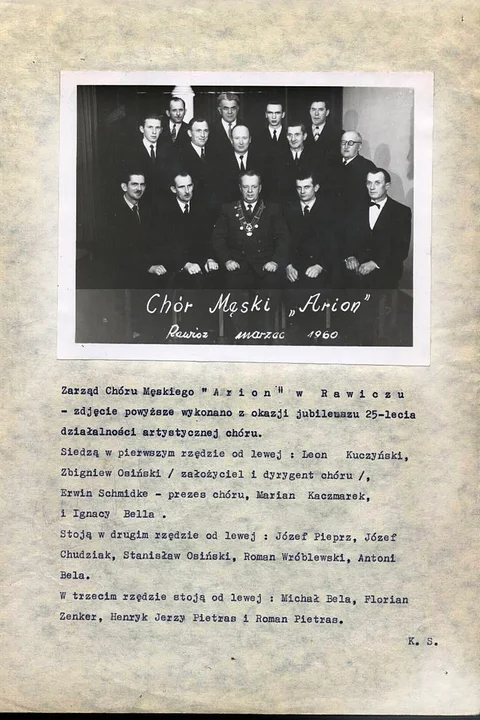 Chór Męski „Arion"
Rawicz marzec 1960
Zarząd Chóru Męskiego "A r i o n" w R a w i c z u
- zdjęcie powyższe wykonano z okazji jubileuszu 25-lecia
działalności artystycznej chóru.
Siedzą w pierwszym rzędzie od lewej : Leon Kuczyński,
Zbigniew Osiński / założyciel i dyrygent chóru /,
Erwin Schmidke - prezes chóru, Marian Kaczmarek,
i Ignacy Bella .
Stoją w drugim rzędzie od lewej : Józef Pieprz, Józef
Chudziak, Stanisław Osiński, Roman Wróblewski, Antoni
Bela.
W trzecim rzędzie stoją od lewej : Michał Bela, Florian
Zenker, Henryk Jerzy Pietras i Roman Pietras.
K. S.